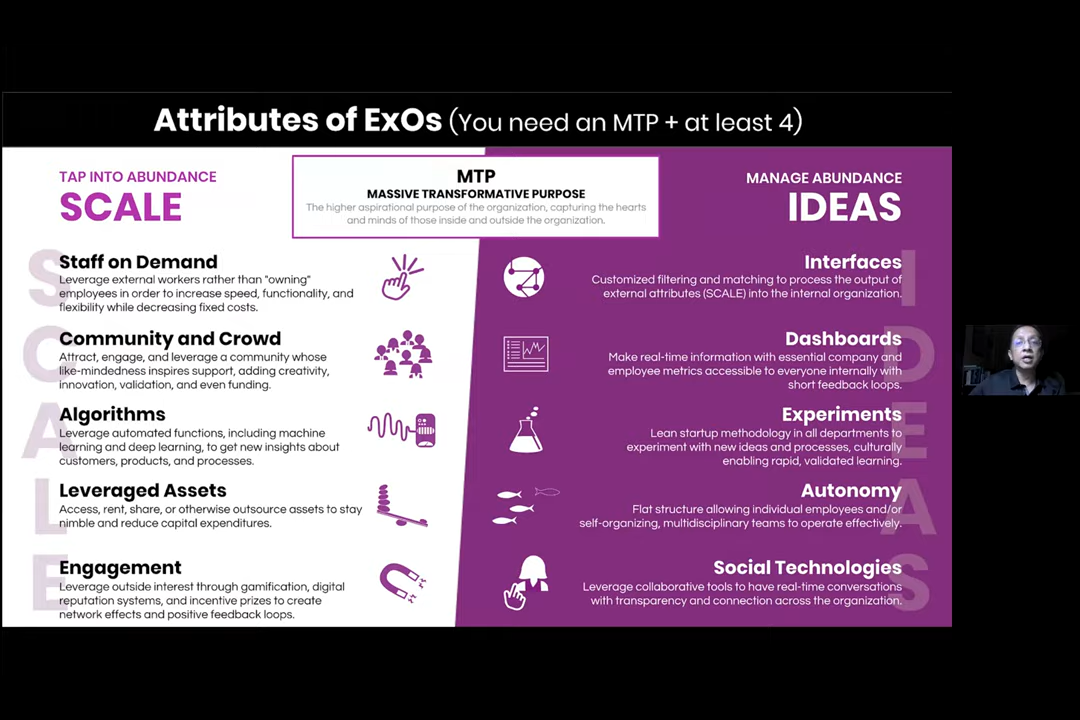 Attributes of ExOs (You need an MTP + at least 4)
TAP INTO ABUNDANCE
SCALE
MTP
MASSIVE TRANSFORMATIVE PURPOSE
The higher aspirational purpose of the organization, capturing the hearts
and minds of those inside and outside the organization.
MANAGE ABUNDANCE
IDEAS
S
Staff on Demand
Leverage external workers rather than "owning"
employees in order to increase speed, functionality, and
flexibility while decreasing fixed costs.
C
Community and Crowd
Attract, engage, and leverage a community whose
like-mindedness inspires support, adding creativity,
innovation, validation, and even funding.
A
Algorithms
Leverage automated functions, including machine
learning and deep learning, to get new insights about
customers, products, and processes.
L
Leveraged Assets
Access, rent, share, or otherwise outsource assets to stay
nimble and reduce capital expenditures.
E
Engagement
Leverage outside interest through gamification, digital
reputation systems, and incentive prizes to create
network effects and positive feedback loops.
I
Interfaces
Customized filtering and matching to process the output of
external attributes (SCALE) into the internal organization.
D
Dashboards
Make real-time information with essential company and
employee metrics accessible to everyone internally with
short feedback loops.
E
Experiments
Lean startup methodology in all departments to
experiment with new ideas and processes, culturally
enabling rapid, validated learning.
A
Autonomy
Flat structure allowing individual employees and/or
self-organizing, multidisciplinary teams to operate effectively.
S
Social Technologies
Leverage collaborative tools to have real-time conversations
with transparency and connection across the organization.